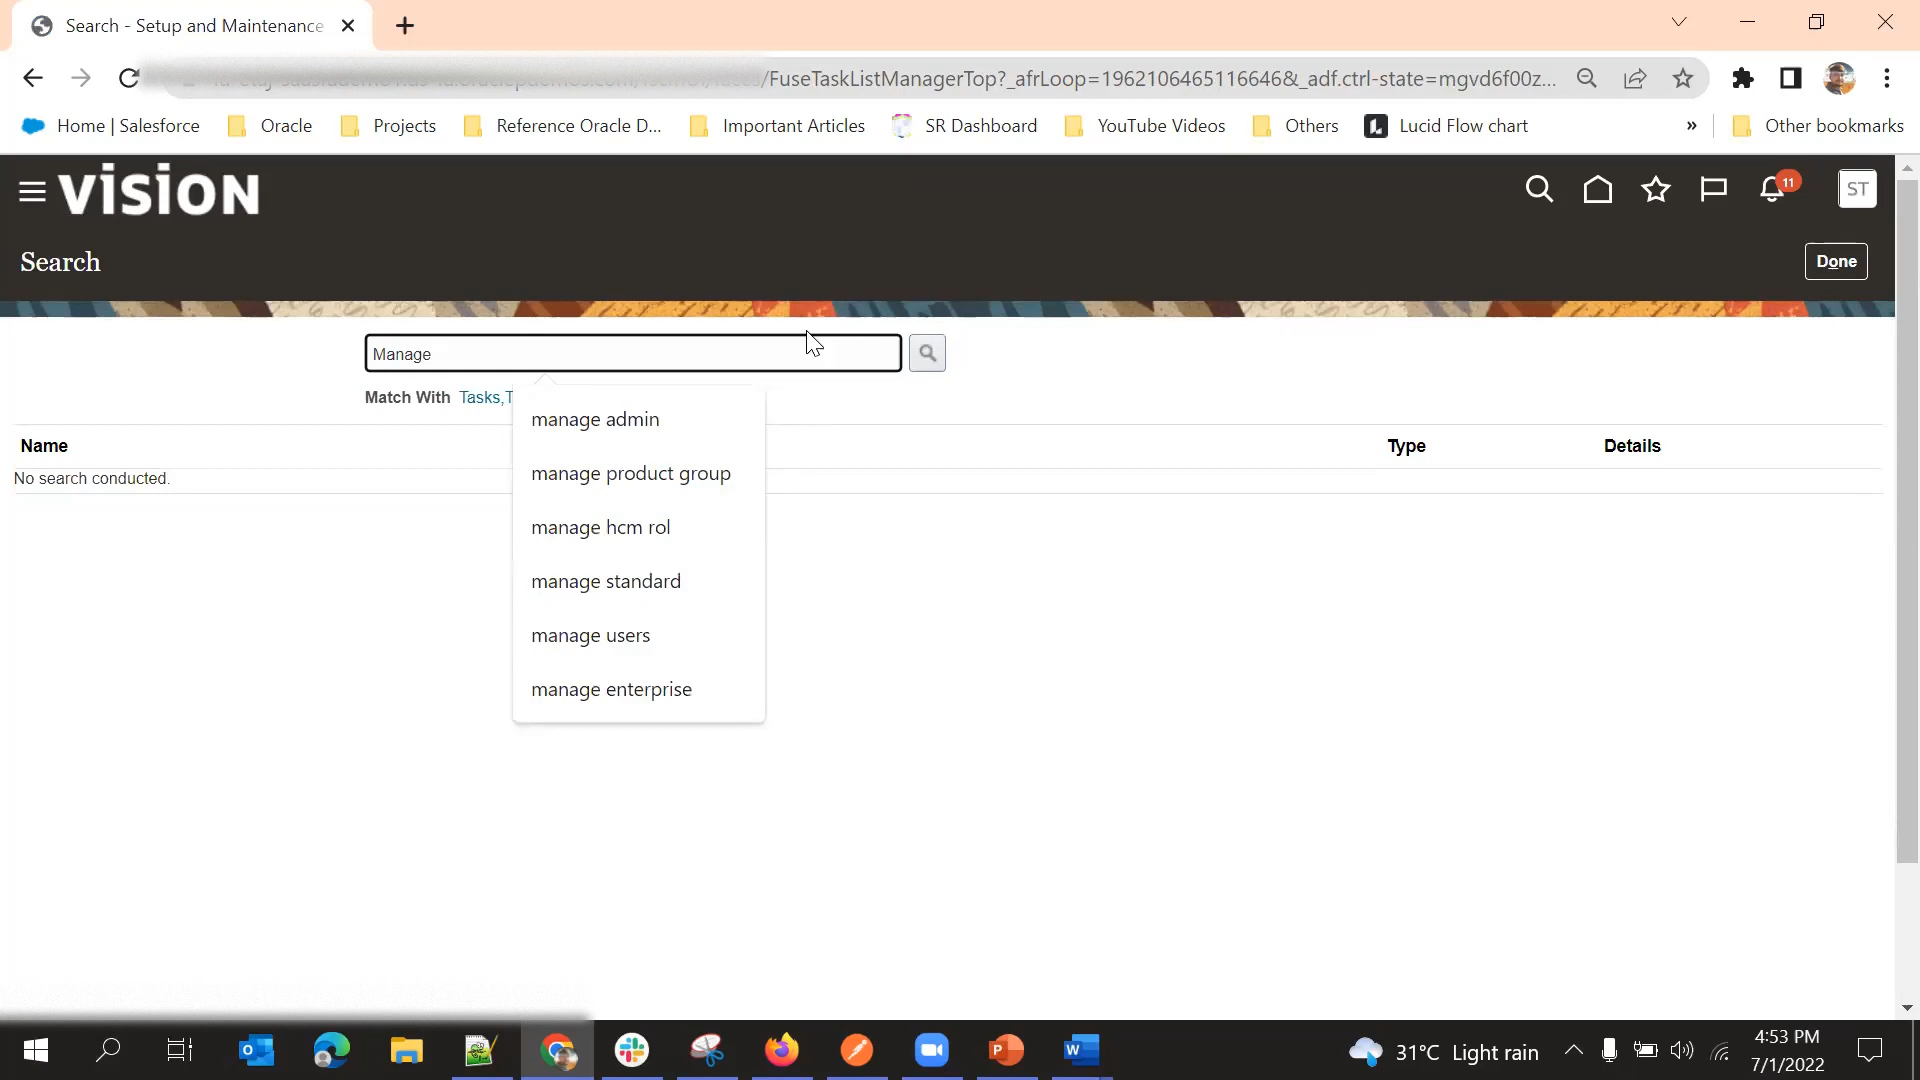 Search - Setup and Maintenance
/FuseTaskListManagerTop?_afrLoop=19621064651166468&_adf.ctrl-state=mgvd6f00z...
Home | Salesforce Oracle Projects Reference Oracle D... Important Articles SR Dashboard YouTube Videos Others Lucid Flow chart » Other bookmarks
VISION
11
ST
Search
Done
Manage
Match With Tasks,T
manage admin
Name Type Details
manage product group
No search conducted.
manage hcm rol
manage standard
manage users
manage enterprise
31°C Light rain
4:53 PM
7/1/2022